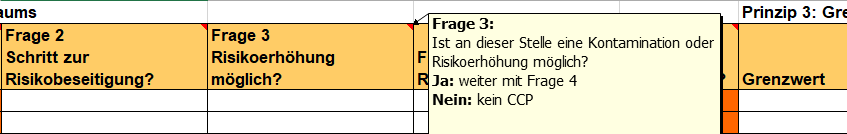 aums
Prinzip 3: Gre
Frage 2
Schritt zur
Risikobeseitigung?
Frage 3
Risikoerhöhung
möglich?
F
R
?
Grenzwert
Frage 3:
Ist an dieser Stelle eine Kontamination oder
Risikoerhöhung möglich?
Ja: weiter mit Frage 4
Nein: kein CCP